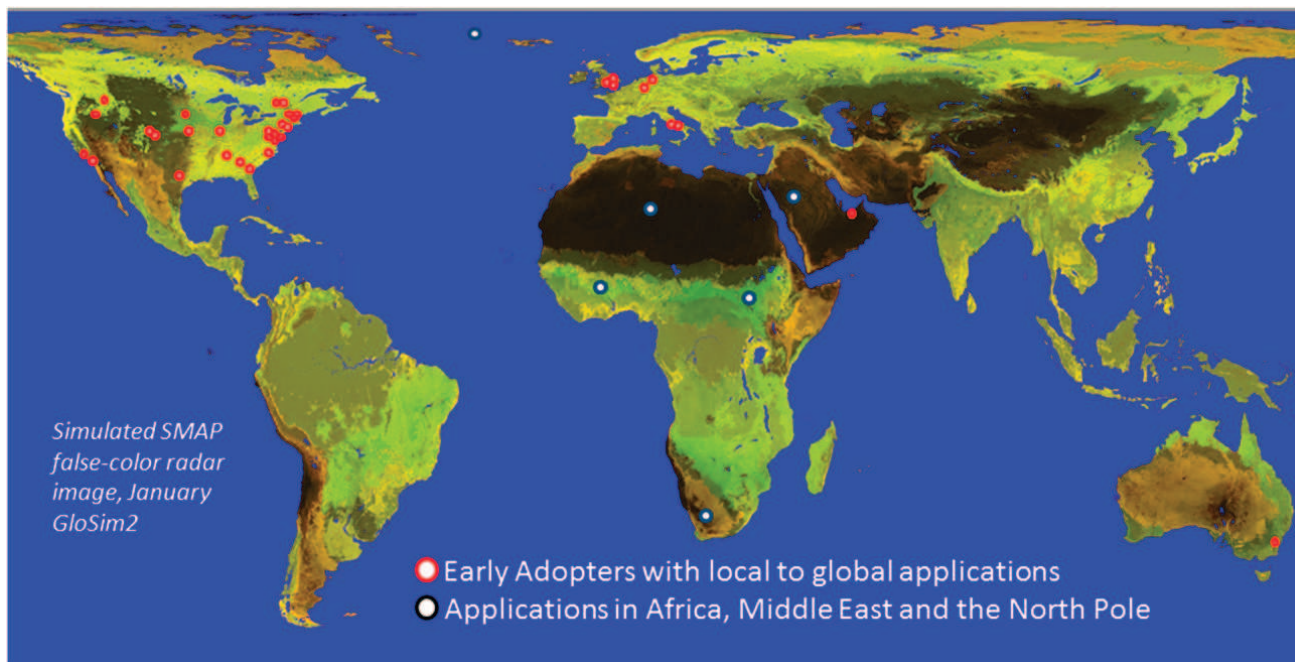 Simulated SMAP
false-color radar
image, January
GloSim2
Early Adopters with local to global applications
Applications in Africa, Middle East and the North Pole